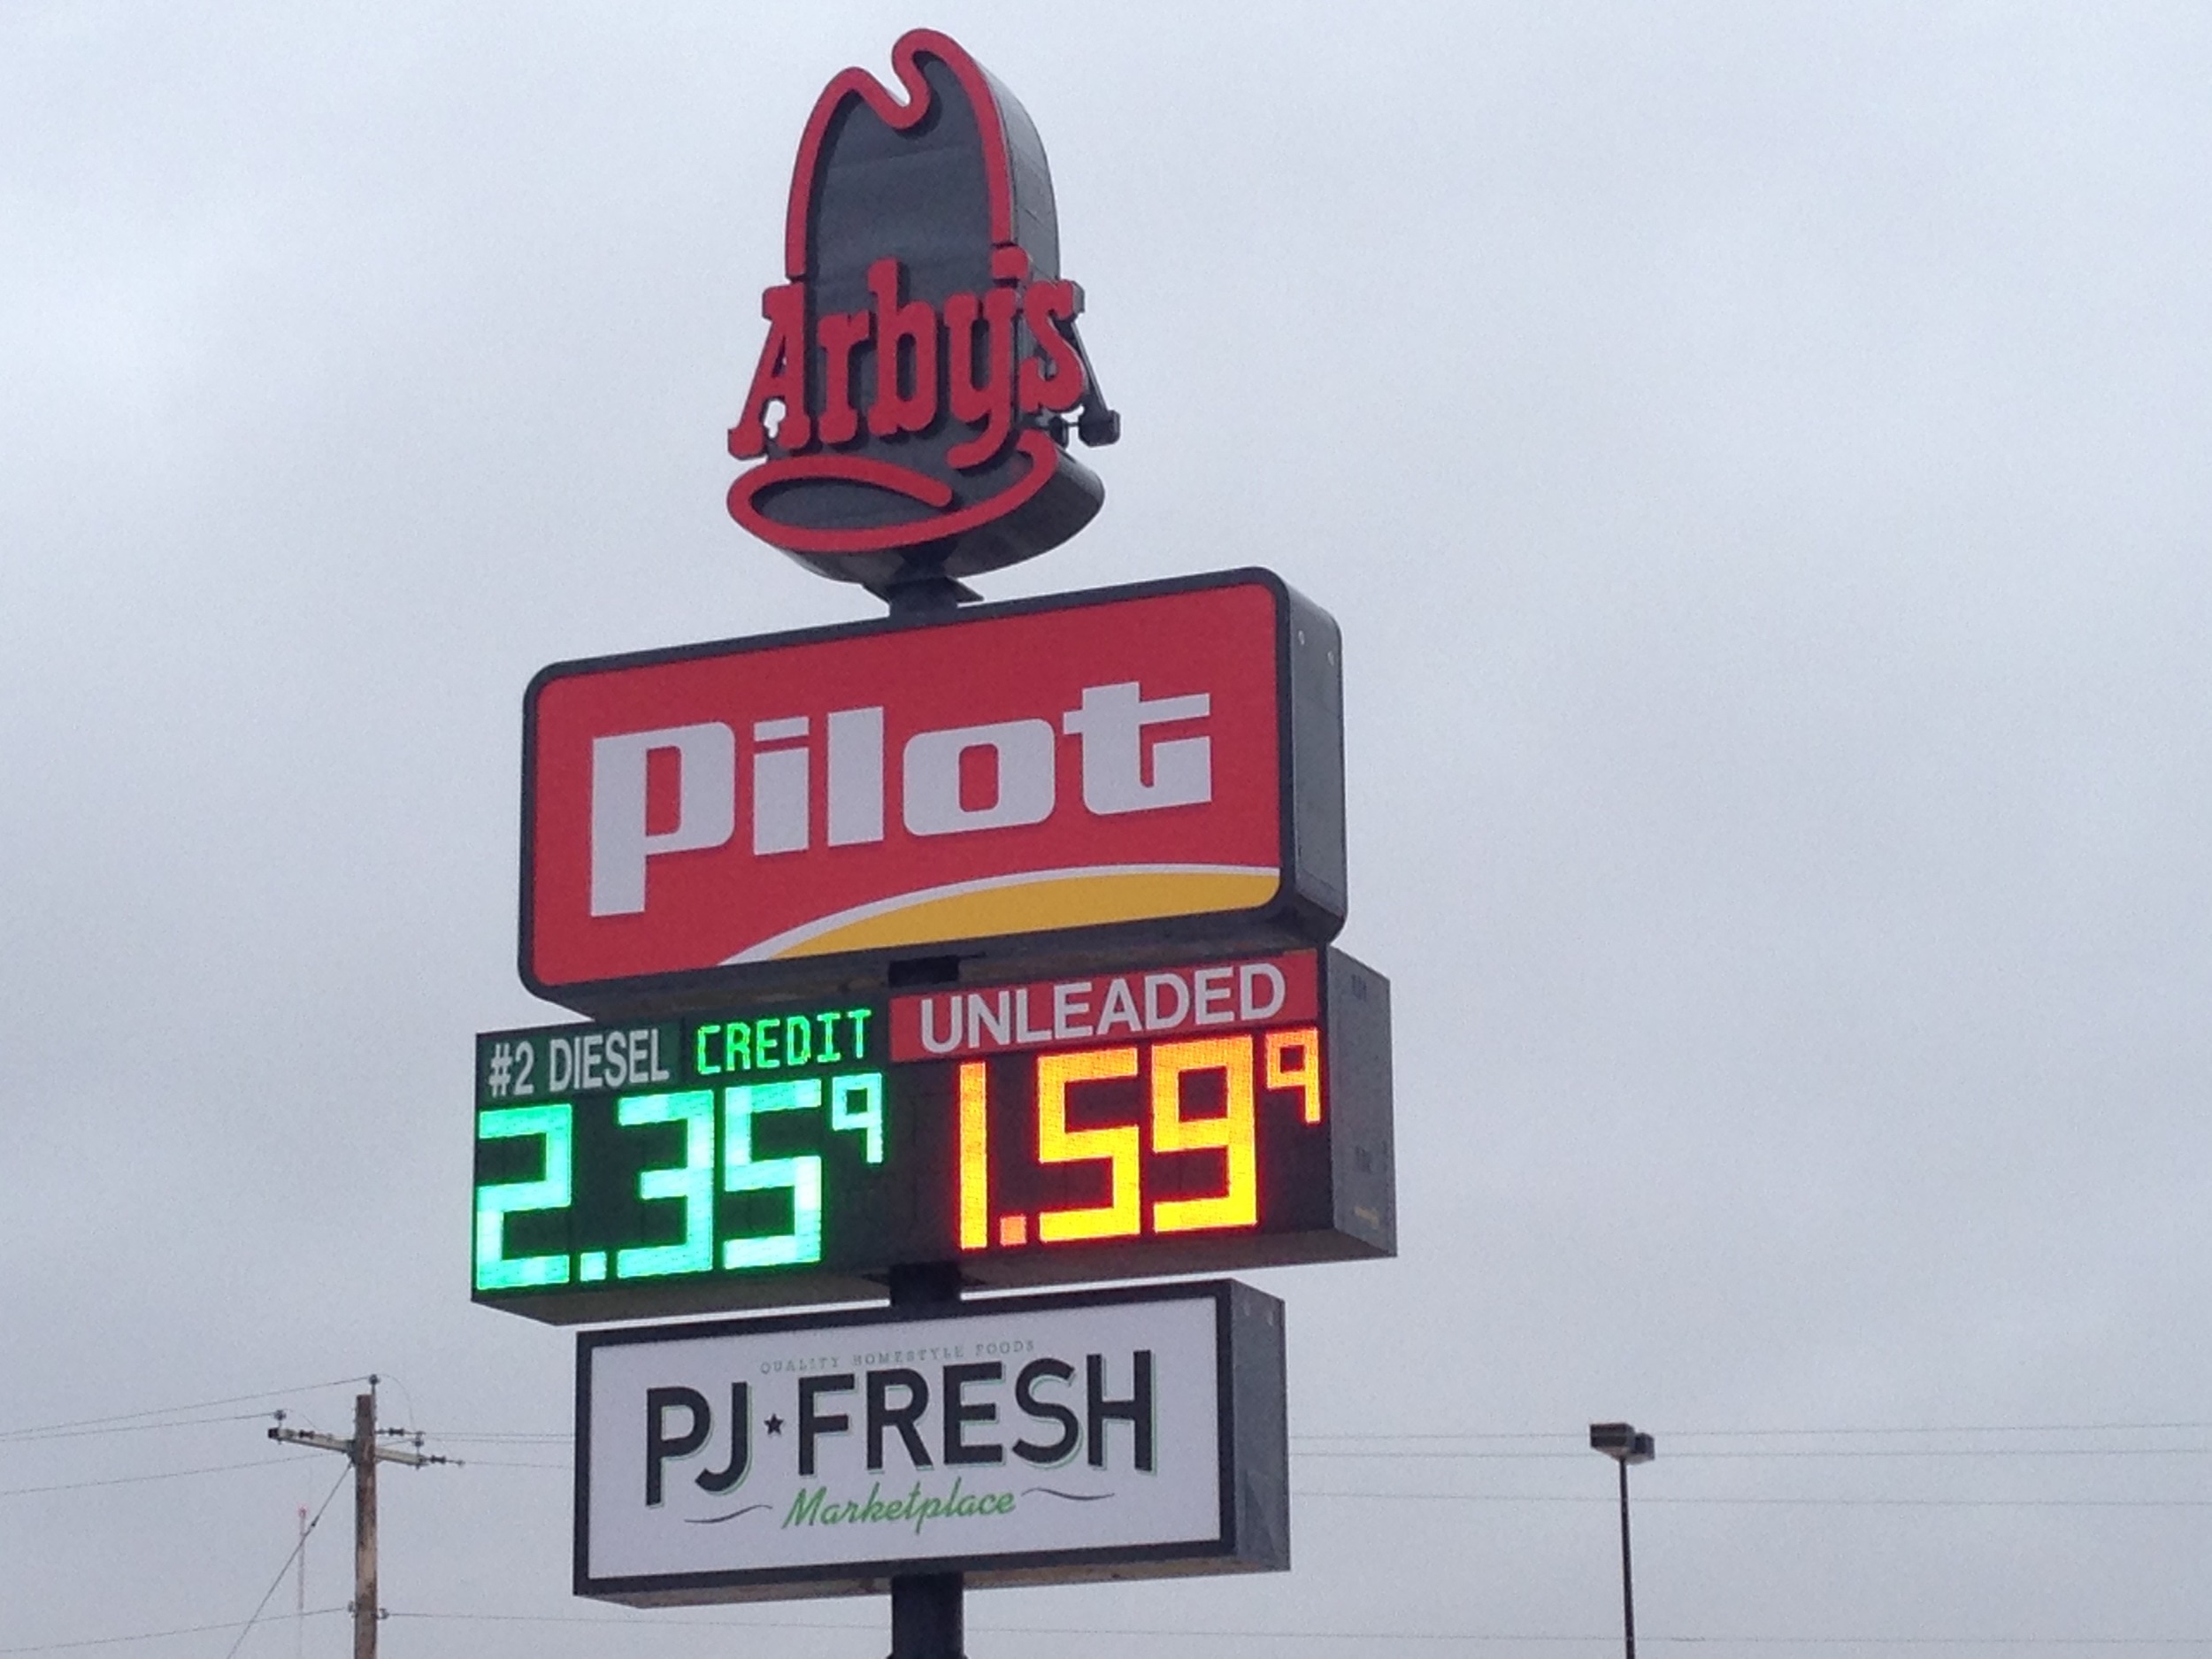 Arby's
Pilot
#2 DIESEL CREDIT
2.359
UNLEADED
1.599
QUALITY HOMESTYLE FOODS
PJ★FRESH
Marketplace